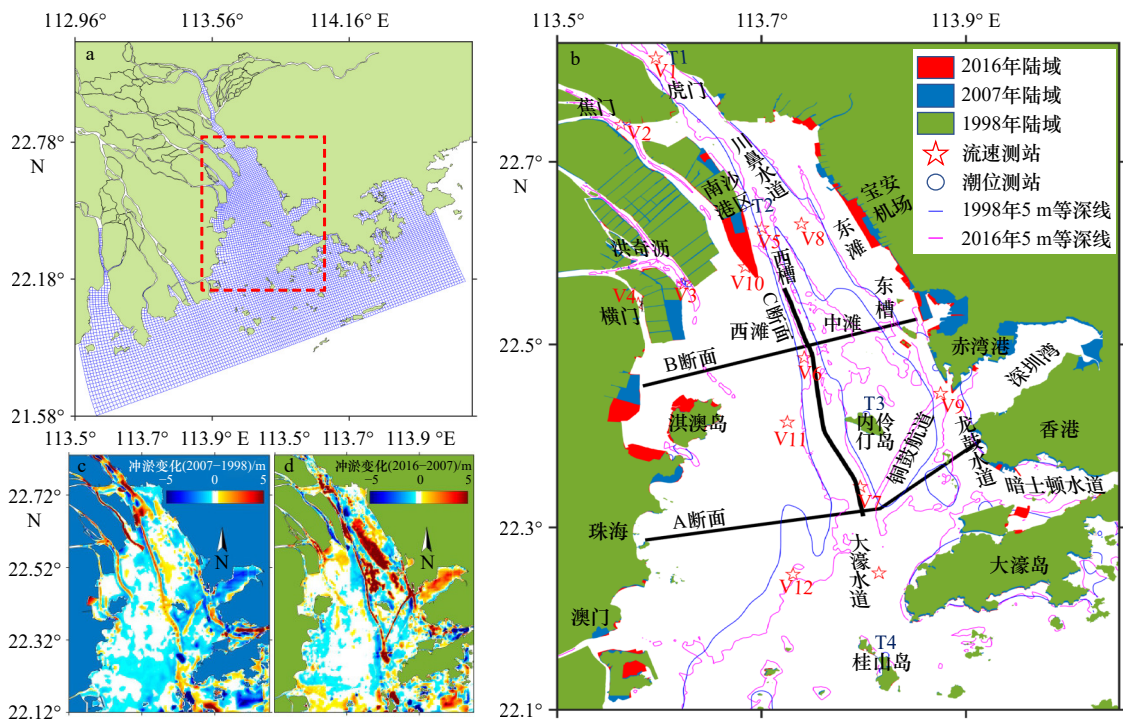 112.96
113.56
114.16 E
a
22.78°
N
22.18°
21.58°
113.5
113.7
113.9 E
113.5
113.7
113.9 E
c
冲淤变化(2007−1998)/m
−5
0
5
d
冲淤变化(2016−2007)/m
−5
0
5
22.72°
N
22.52°
22.32°
22.12°
N
N
113.5
113.7
113.9
E
b
22.7°
N
22.5°
22.3°
22.1°
2016年陆域
2007年陆域
1998年陆域
流速测站
潮位测站
1998年5 m等深线
2016年5 m等深线
T1
V1
虎门
蕉门
V2
川鼻水道
南沙
港区
T2
V5
V8
宝安
机场
东滩
洪奇沥
V10
西槽
V4
V3
横门
C断面
西滩
中滩
东槽
B断面
V6
赤湾港
深圳湾
T3
V9
内伶
仃岛
淇澳岛
V11
铜鼓航道
龙鼓水道
香港
V7
暗士顿水道
A断面
珠海
大濠水道
大濠岛
V12
澳门
T4
桂山岛